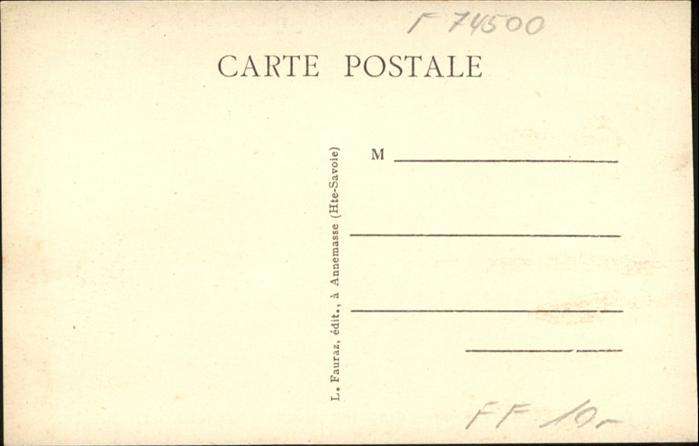 F 74500
CARTE POSTALE
M
L. Fauraz, édit., à Annemasse (Hte-Savoie)
FF 10.-